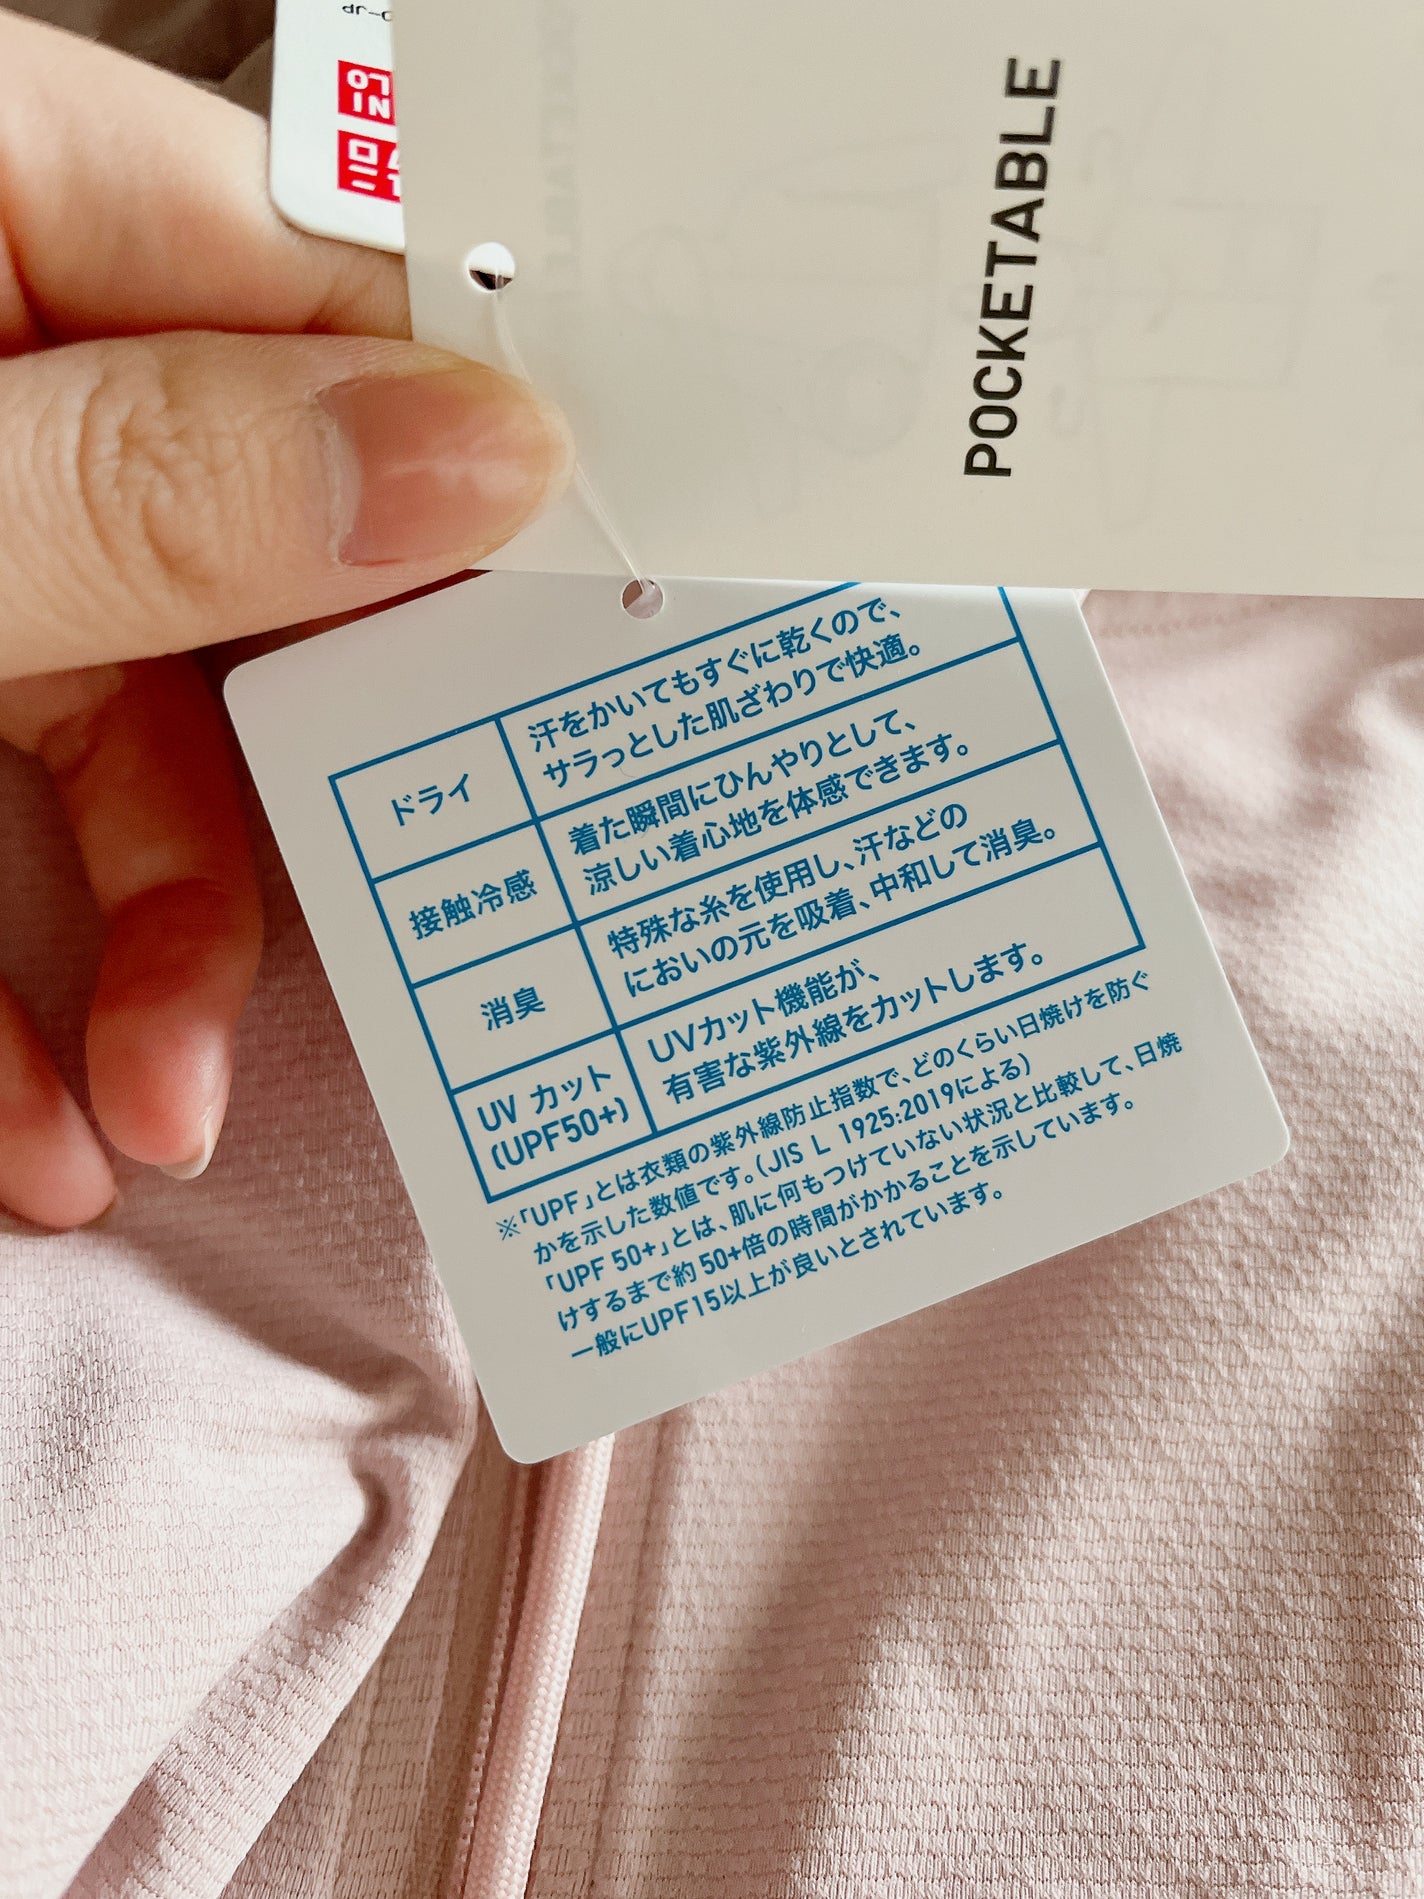 POCKETABLE
ドライ
汗をかいてもすぐに乾くので、
サラっとした肌ざわりで快適。
接触冷感
着た瞬間にひんやりとして、
涼しい着心地を体感できます。
消臭
特殊な糸を使用し、汗などの
においの元を吸着、中和して消臭。
UV カット
(UPF50+)
UVカット機能が、
有害な紫外線をカットします。
※「UPF」とは衣類の紫外線防止指数で、どのくらい日焼けを防ぐ
かを示した数値です。（JIS L 1925:2019による）
「UPF 50+」とは、肌に何もつけていない状況と比較して、日焼
けするまで約 50+倍の時間がかかることを示しています。
一般にUPF15以上が良いとされています。